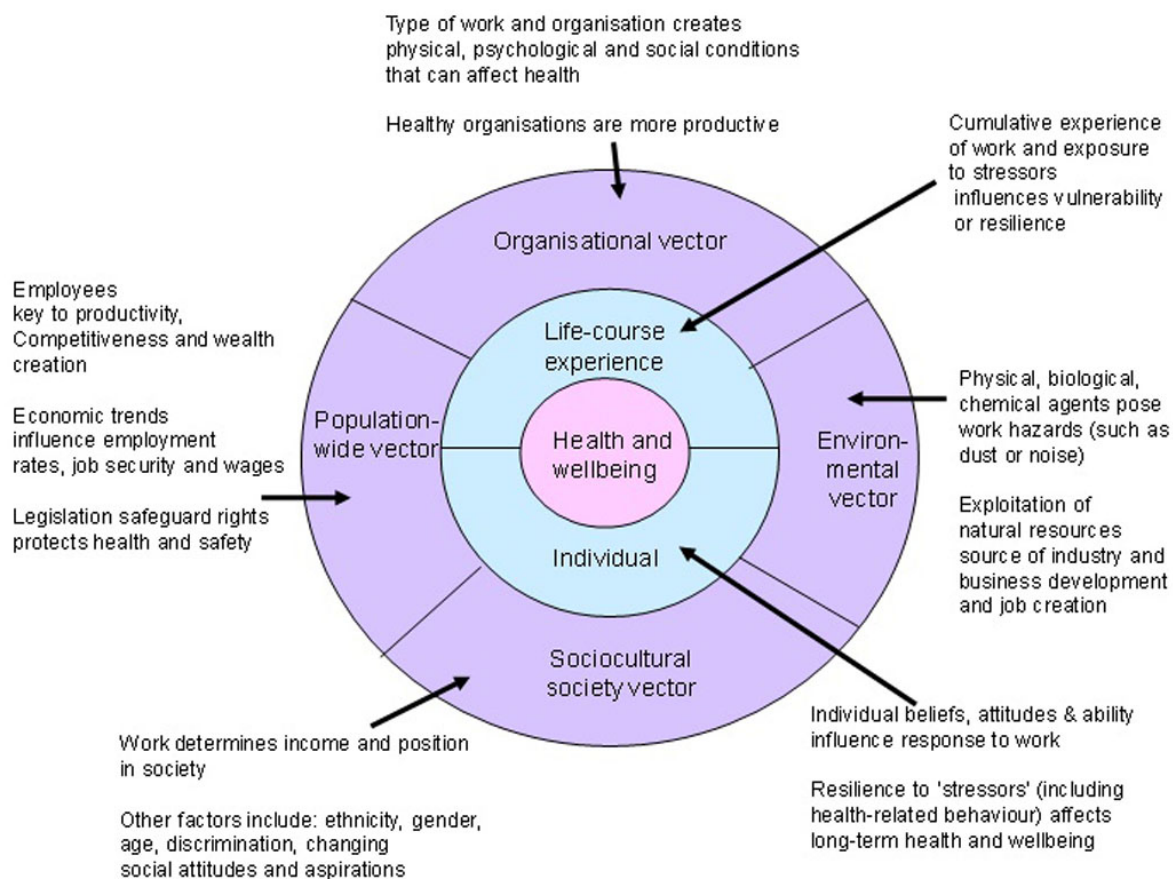 Type of work and organisation creates
physical, psychological and social conditions
that can affect health
Healthy organisations are more productive
Cumulative experience
of work and exposure
to stressors
influences vulnerability
or resilience
Organisational vector
Employees
key to productivity,
Competitiveness and wealth
creation
Economic trends
influence employment
rates, job security and wages
Legislation safeguard rights
protects health and safety
Life-course
experience
Population-
wide vector
Health and
wellbeing
Environ-
mental
vector
Physical, biological,
chemical agents pose
work hazards (such as
dust or noise)
Exploitation of
natural resources
source of industry and
business development
and job creation
Individual
Sociocultural
society vector
Work determines income and position
in society
Other factors include: ethnicity, gender,
age, discrimination, changing
social attitudes and aspirations
Individual beliefs, attitudes & ability
influence response to work
Resilience to 'stressors' (including
health-related behaviour) affects
long-term health and wellbeing